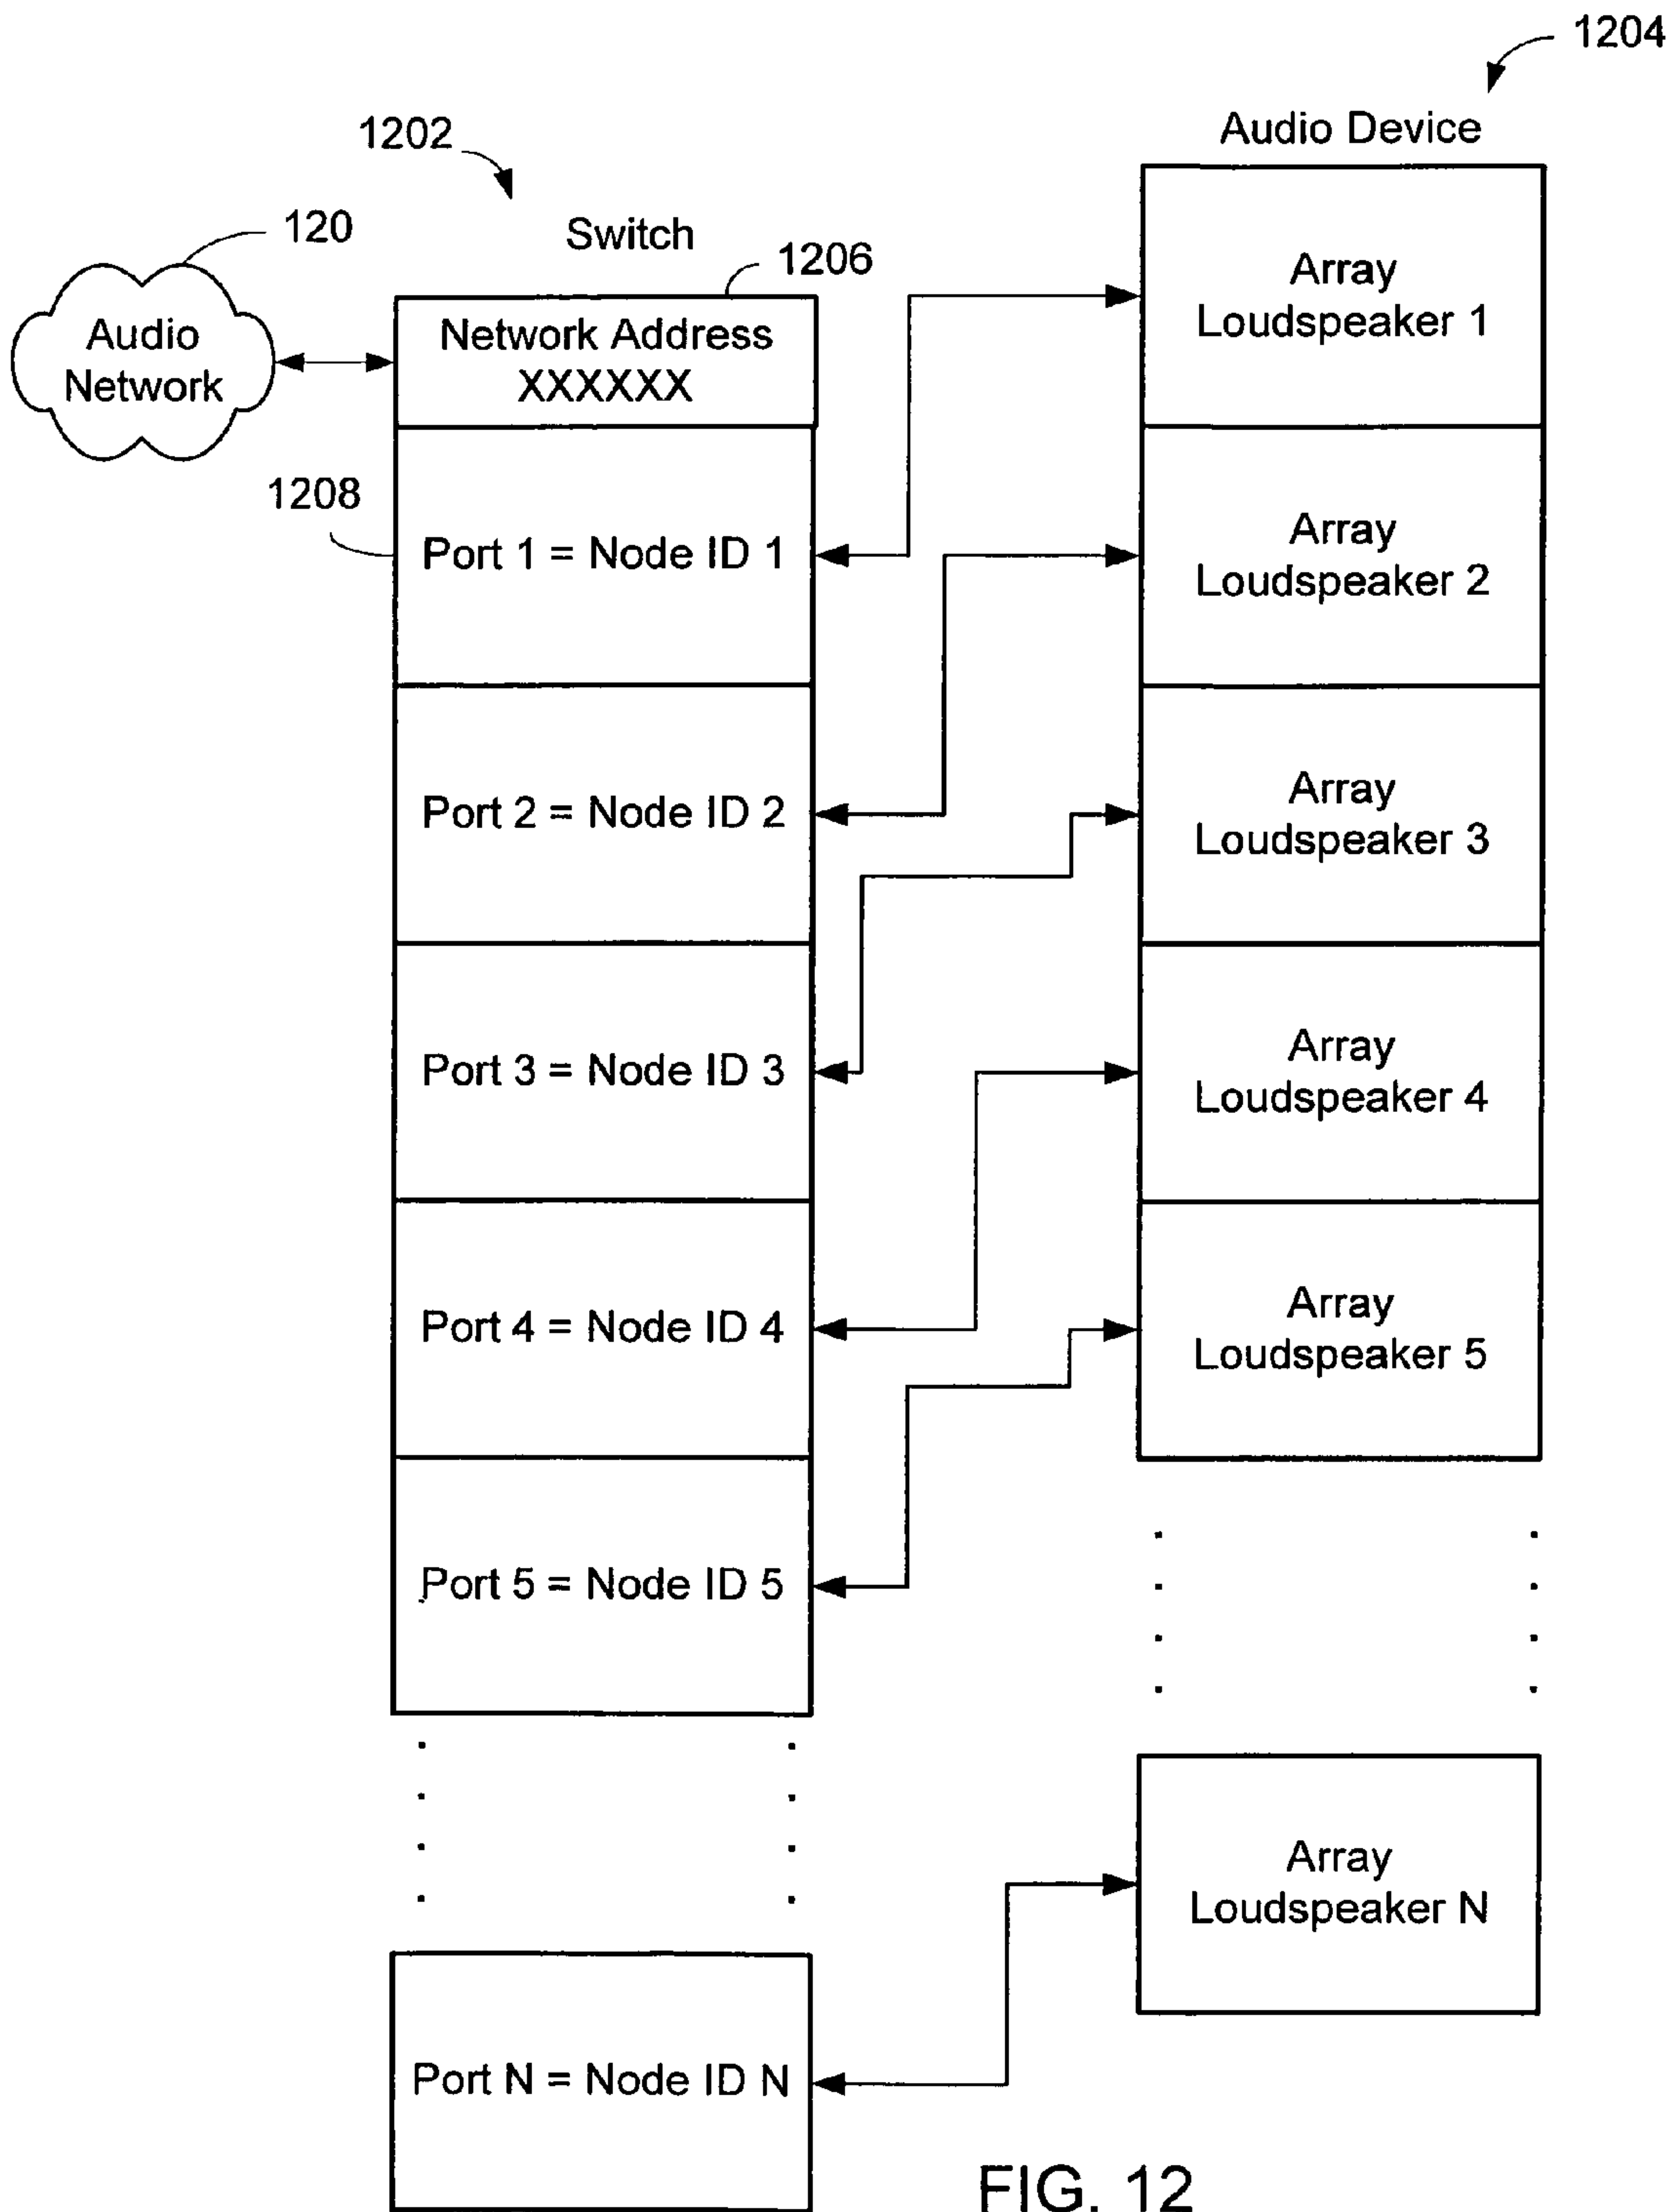 1204
Audio Device
1202
120
Switch
1206
Audio
Network
Network Address
XXXXXX
1208
Port 1 = Node ID 1
Port 2 = Node ID 2
Port 3 = Node ID 3
Port 4 = Node ID 4
Port 5 = Node ID 5
Port N = Node ID N
Array
Loudspeaker 1
Array
Loudspeaker 2
Array
Loudspeaker 3
Array
Loudspeaker 4
Array
Loudspeaker 5
Array
Loudspeaker N
FIG. 12